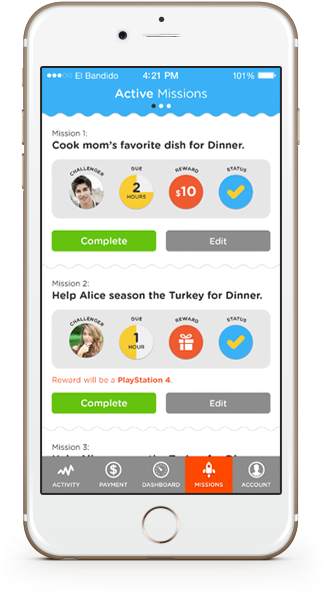 El Bandido 4:21 PM 101%
Active Missions
Mission 1:
Cook mom's favorite dish for Dinner.
CHALLENGER DUE REWARD STATUS
2 HOURS $10
Complete Edit
Mission 2:
Help Alice season the Turkey for Dinner.
CHALLENGER DUE REWARD STATUS
1 HOUR
Reward will be a PlayStation 4.
Complete Edit
Mission 3:
ACTIVITY PAYMENT DASHBOARD MISSIONS ACCOUNT